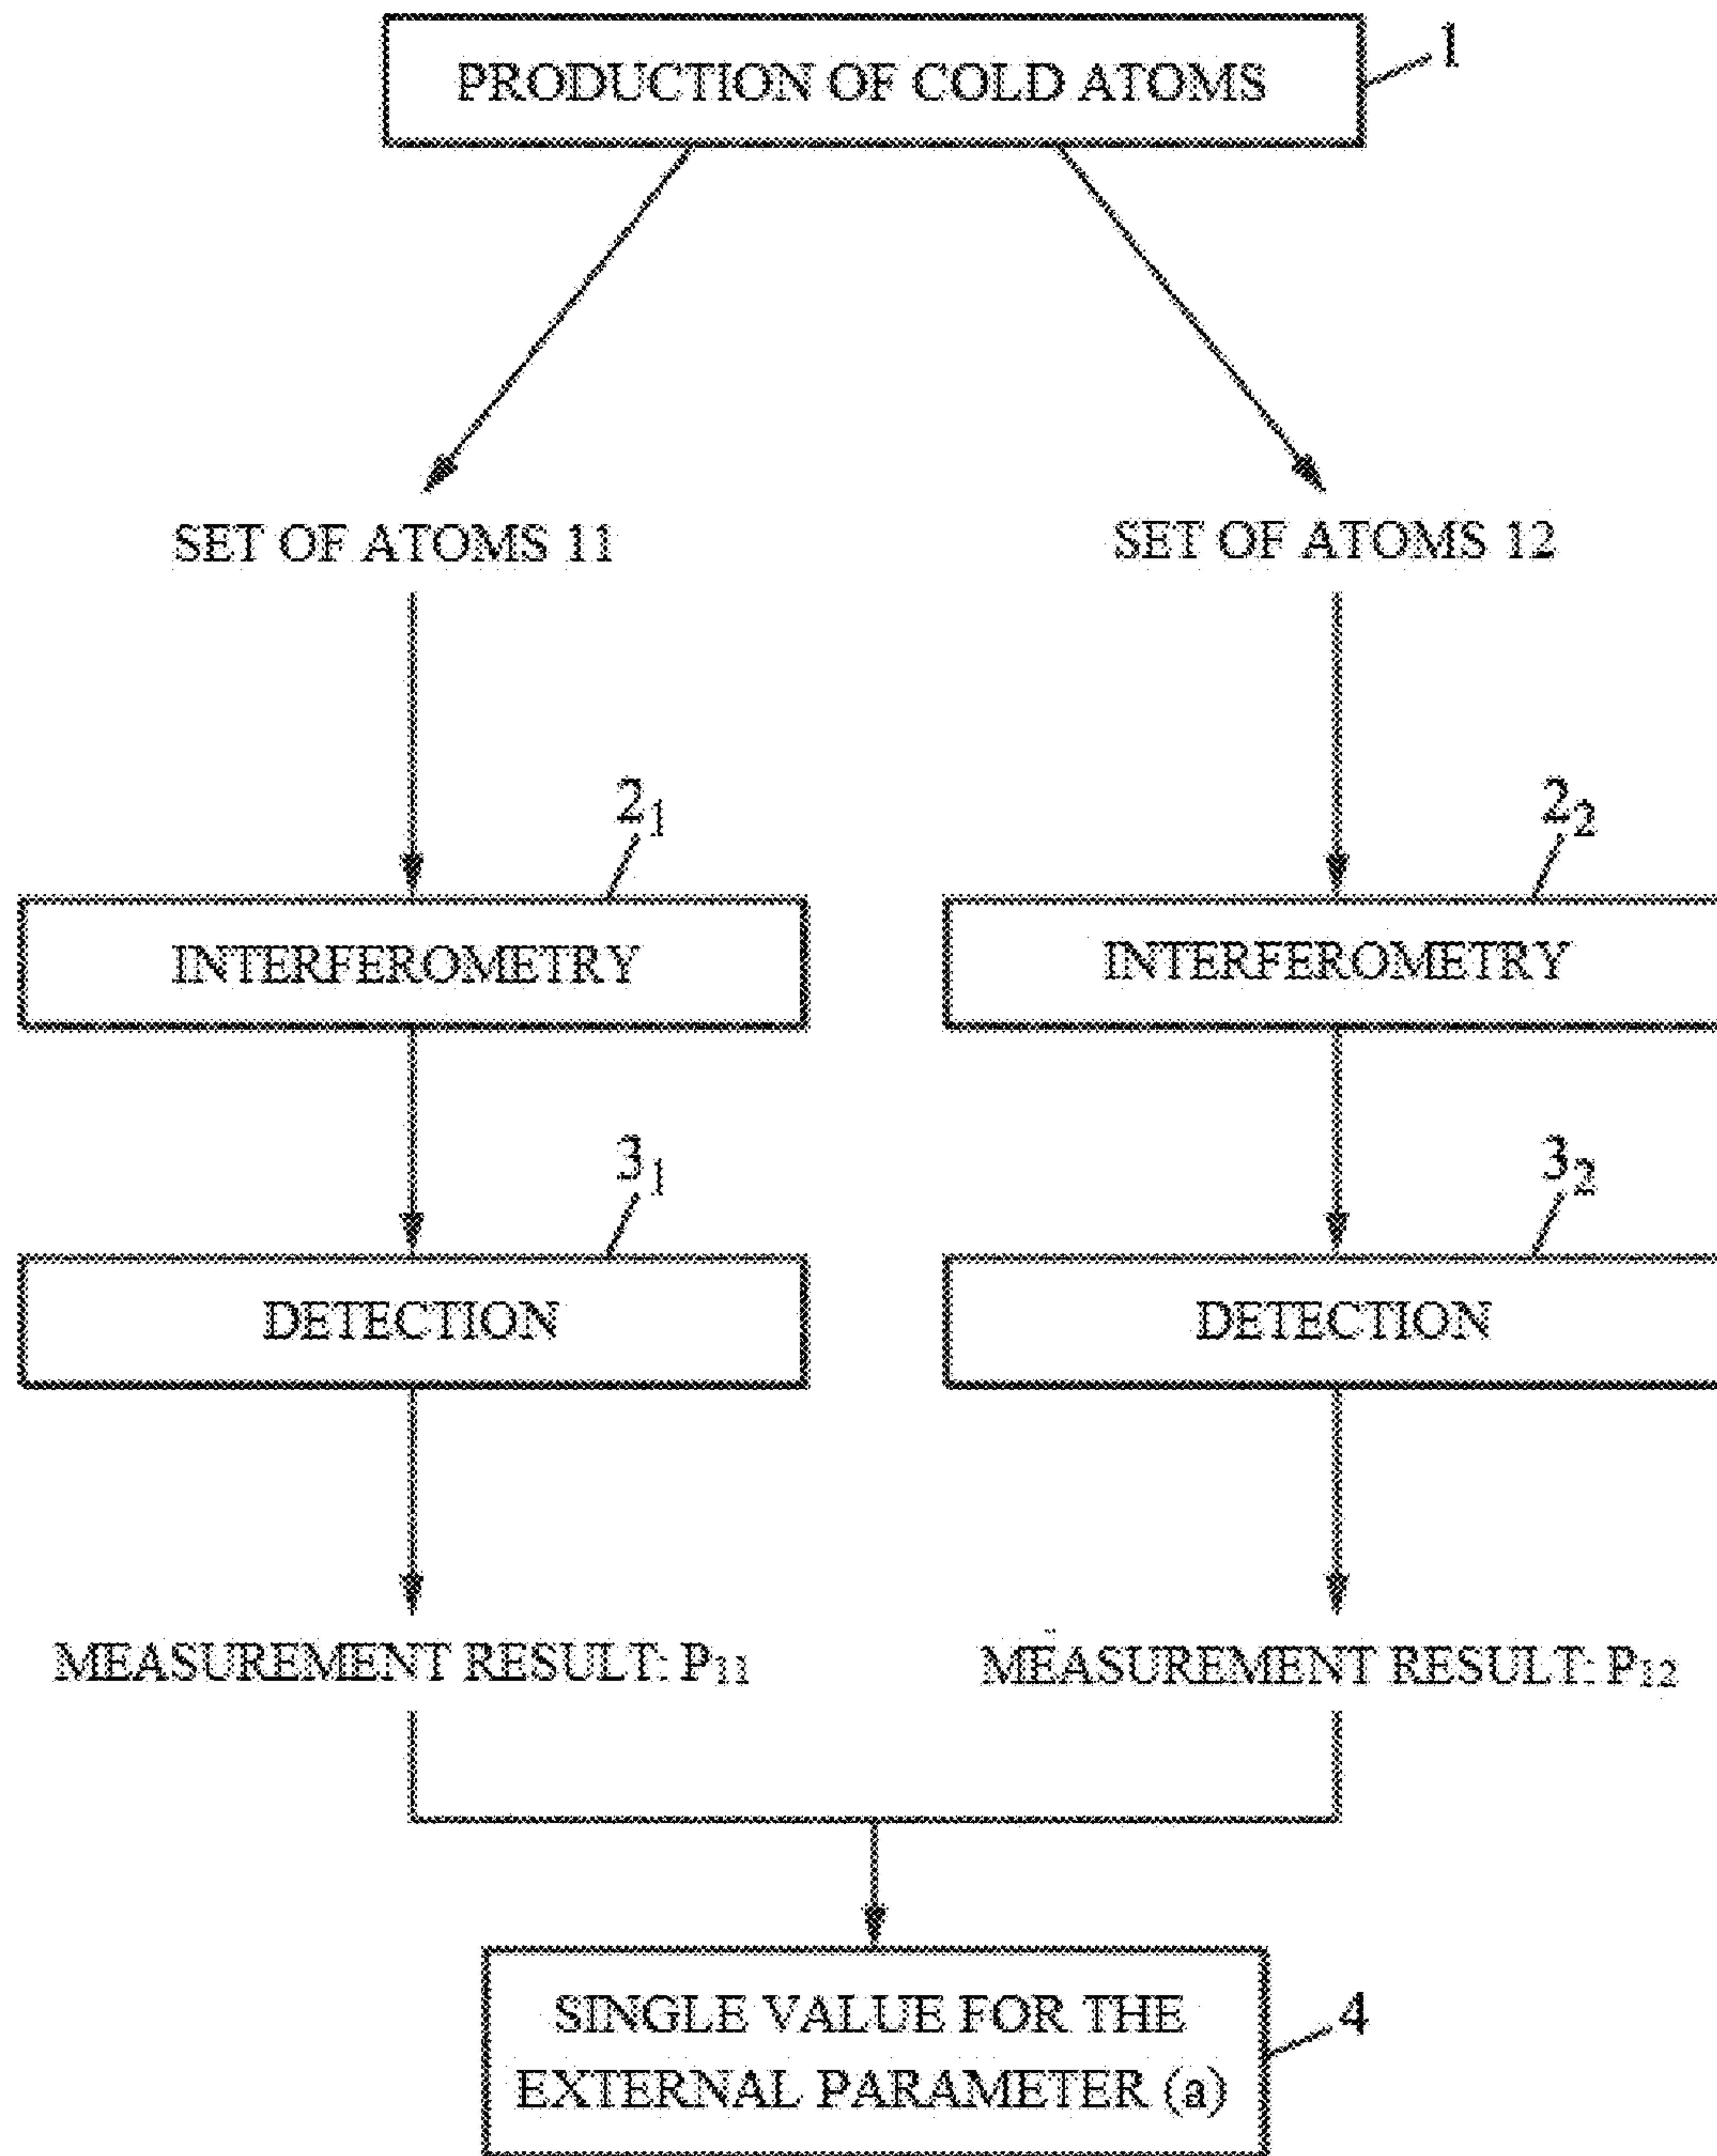 PRODUCTION OF COLD ATOMS
1
SET OF ATOMS 11
SET OF ATOMS 12
2₁
2₂
INTERFEROMETRY
INTERFEROMETRY
3₁
3₂
DETECTION
DETECTION
MEASUREMENT RESULT: P₁₁
MEASUREMENT RESULT: P₁₂
SINGLE VALUE FOR THE
EXTERNAL PARAMETER (a)
4